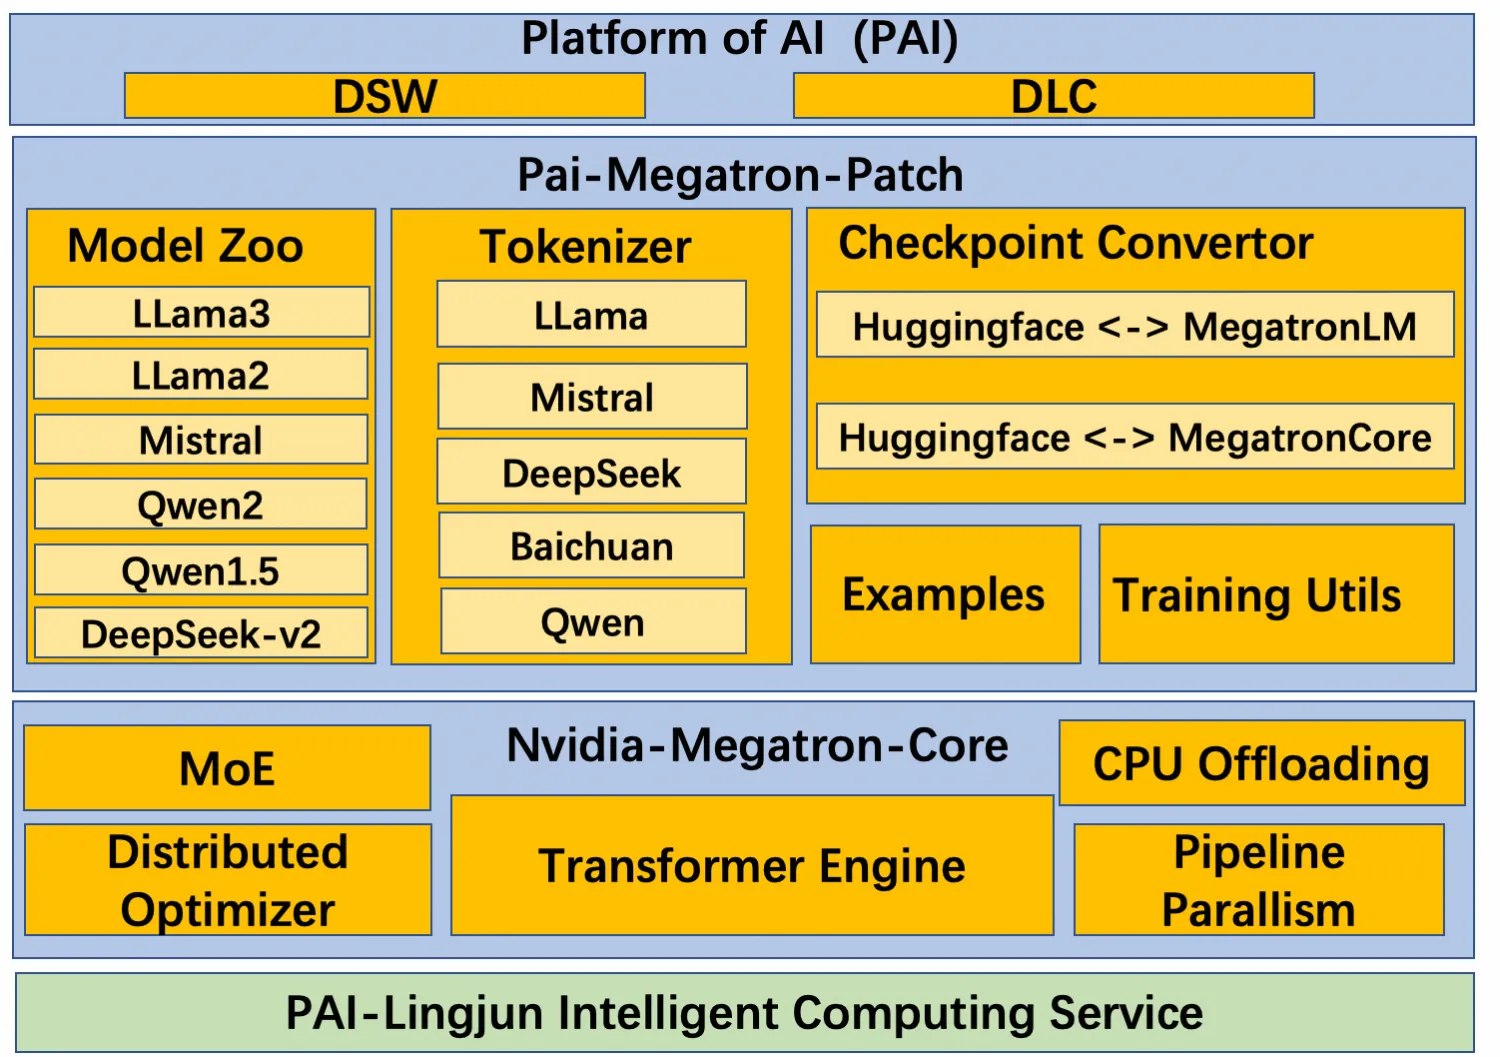 Platform of AI (PAI)
DSW
DLC
Pai-Megatron-Patch
Model Zoo
LLama3
LLama2
Mistral
Qwen2
Qwen1.5
DeepSeek-v2
Tokenizer
LLama
Mistral
DeepSeek
Baichuan
Qwen
Checkpoint Convertor
Huggingface <-> MegatronLM
Huggingface <-> MegatronCore
Examples
Training Utils
Nvidia-Megatron-Core
MoE
Distributed
Optimizer
Transformer Engine
CPU Offloading
Pipeline
Parallism
PAI-Lingjun Intelligent Computing Service